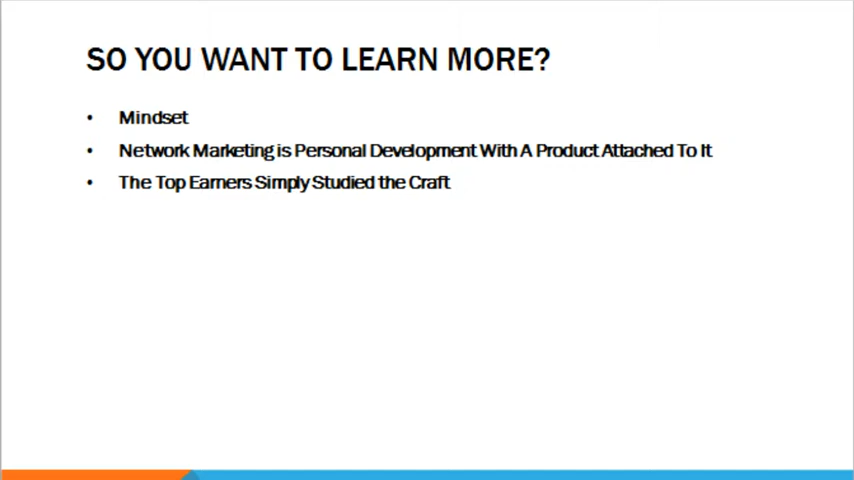 SO YOU WANT TO LEARN MORE?
• Mindset
• Network Marketing is Personal Development With A Product Attached To It
• The Top Earners Simply Studied the Craft